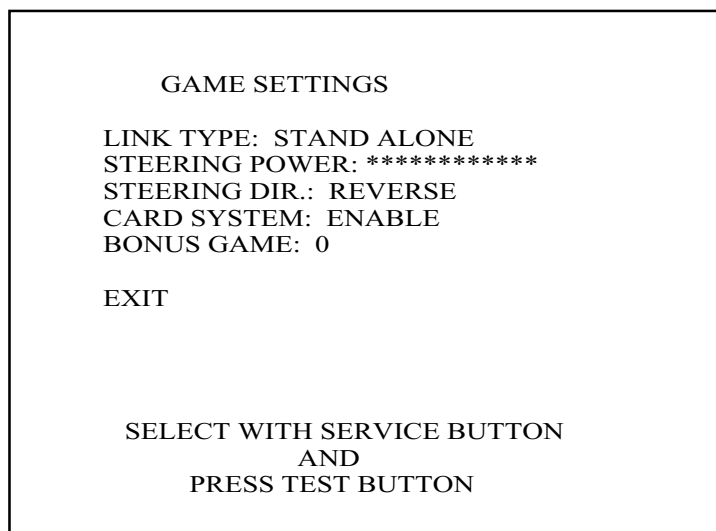 GAME SETTINGS
LINK TYPE: STAND ALONE
STEERING POWER: ************
STEERING DIR.: REVERSE
CARD SYSTEM: ENABLE
BONUS GAME: 0
EXIT
SELECT WITH SERVICE BUTTON
AND
PRESS TEST BUTTON